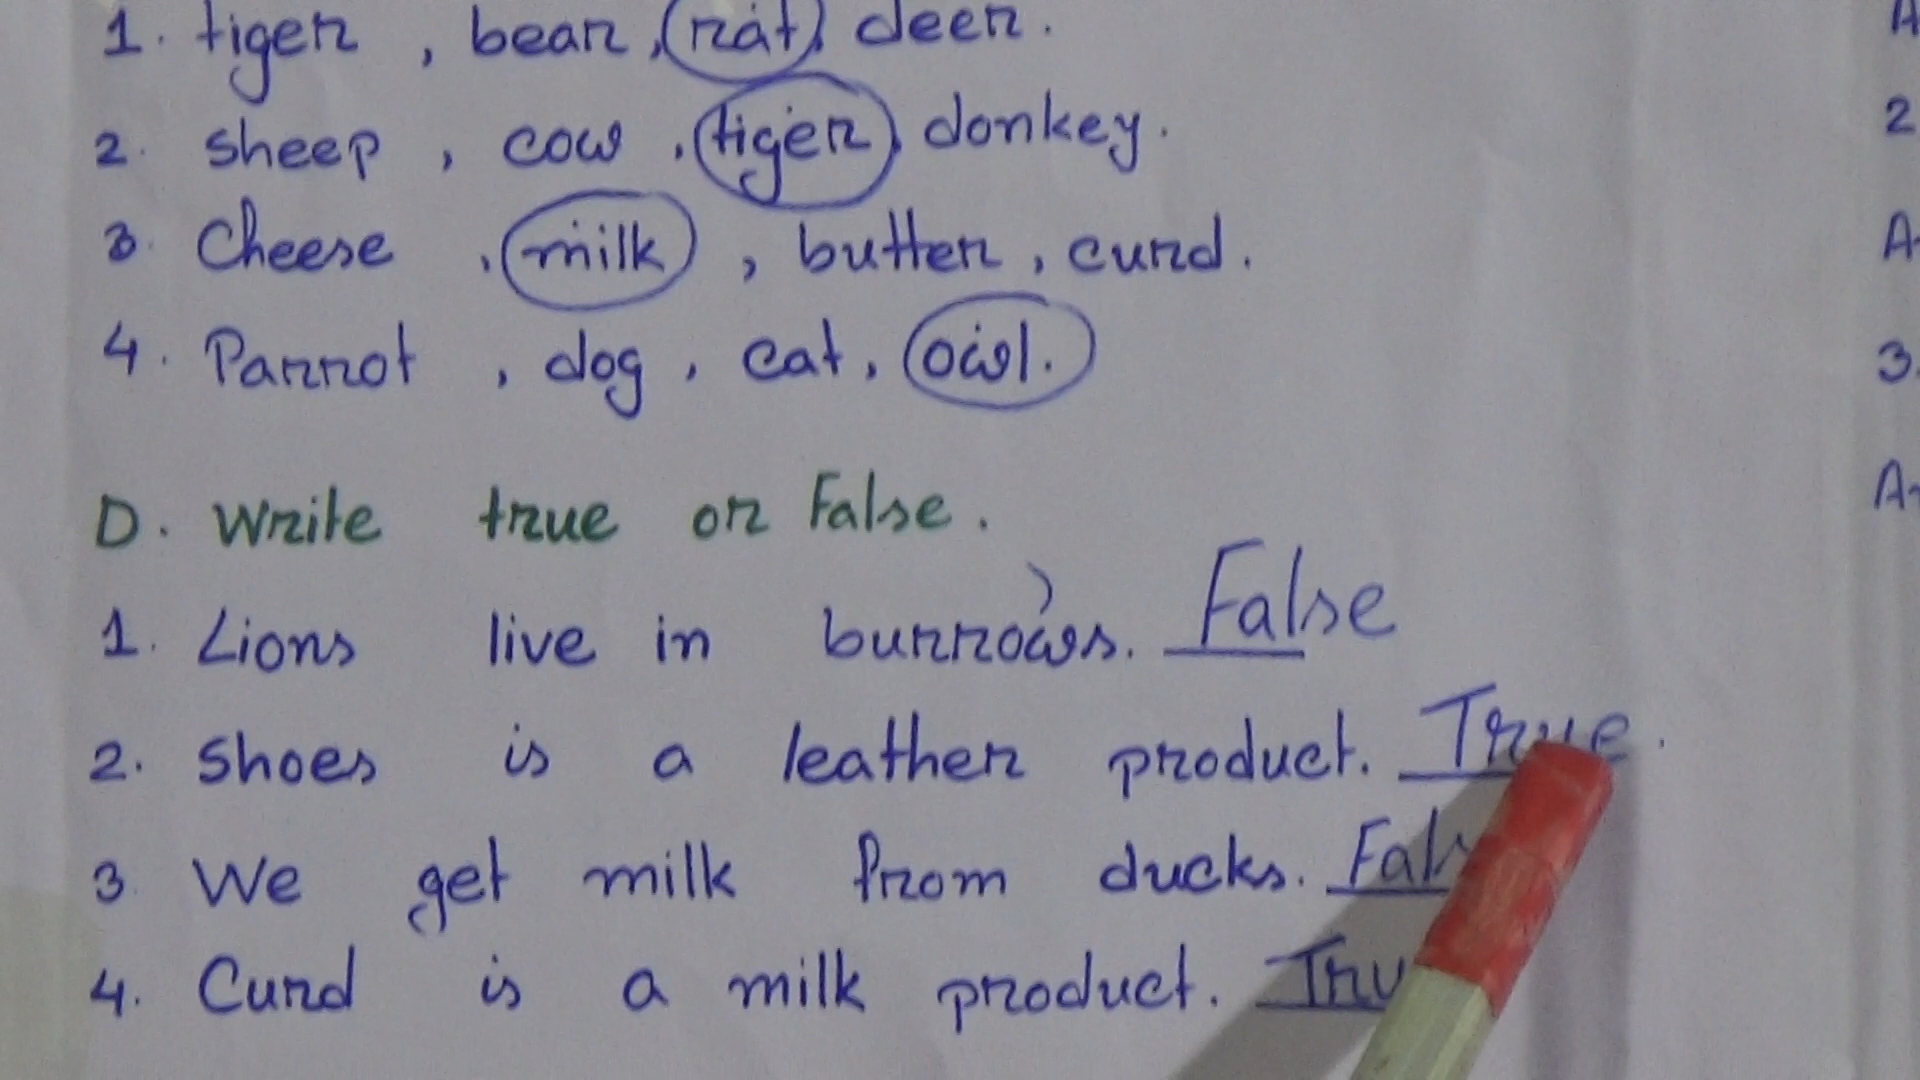 1. tiger , bear, rat, deer.
2. sheep , cow , tiger, donkey.
3. Cheese , milk , butter, curd.
4. Parrot , dog, cat, owl.
D. Write true or False.
1. Lions live in burrows. False
2. Shoes is a leather product. True.
3. We get milk from ducks.
4. Curd is a milk product.
A
2
A-
3.
A-